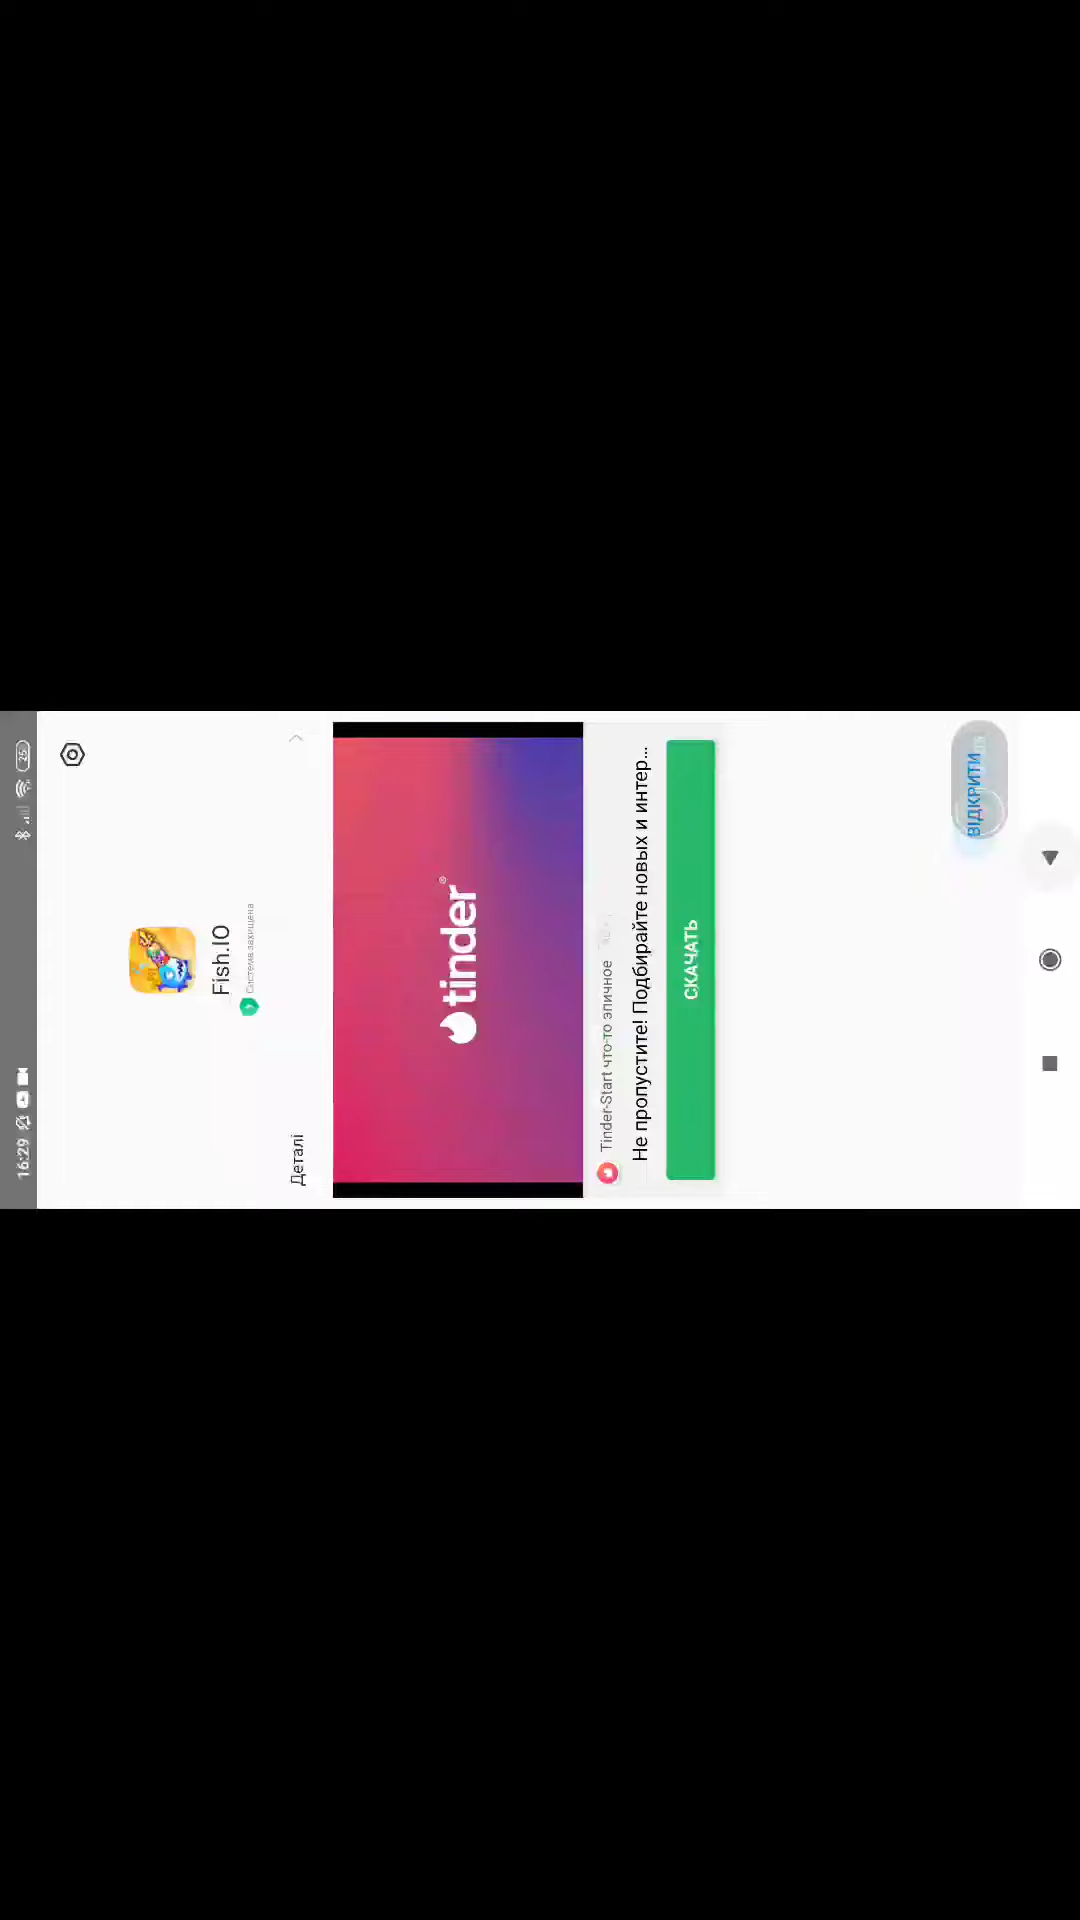 16:29
25
Fish.IO
Система захищена
Деталі
tinder®
Tinder-Start что-то эпичное
Не пропустите! Подбирайте новых и интер...
СКАЧАТЬ
ВІДКРИТИ